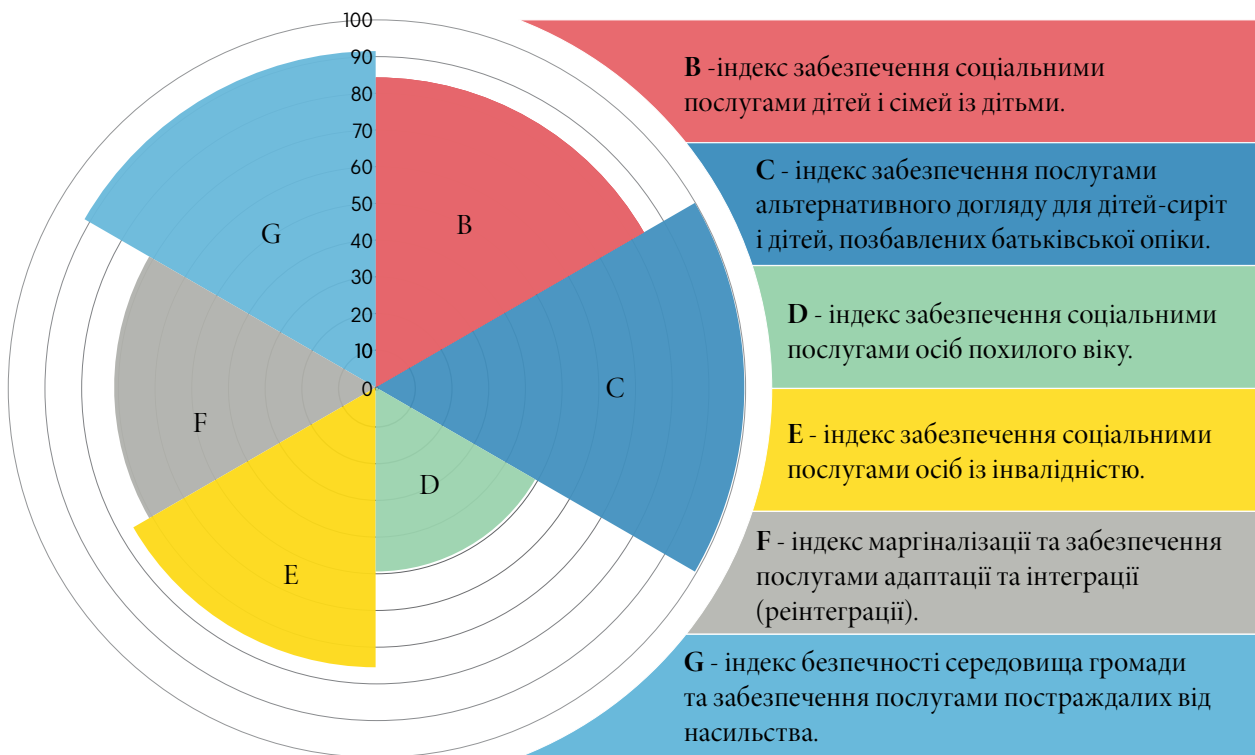 100
90
80
70
60
50
40
30
20
10
0
B
C
D
E
F
G
B -індекс забезпечення соціальними
послугами дітей і сімей із дітьми.
C - індекс забезпечення послугами
альтернативного догляду для дітей-сиріт
і дітей, позбавлених батьківської опіки.
D - індекс забезпечення соціальними
послугами осіб похилого віку.
E - індекс забезпечення соціальними
послугами осіб із інвалідністю.
F - індекс маргіналізації та забезпечення
послугами адаптації та інтеграції
(реінтеграції).
G - індекс безпечності середовища громади
та забезпечення послугами постраждалих від
насильства.